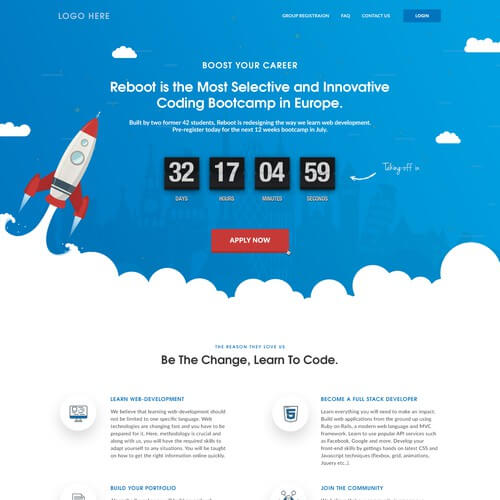 LOGO HERE
GROUP REGISTRAION
FAQ
CONTACT US
LOGIN
BOOST YOUR CAREER
Reboot is the Most Selective and Innovative
Coding Bootcamp in Europe.
Built by two former 42 students, Reboot is redesigning the way we learn web development.
Pre-register today for the next 12 weeks bootcamp in July.
32 17 04 59
DAYS HOURS MINUTES SECONDS
Taking-off in
APPLY NOW
THE REASON THEY LOVE US
Be The Change, Learn To Code.
LEARN WEB-DEVELOPMENT
We believe that learning web-development should
not be limited to one specific language. Web
technologies are changing fast and you have to be
prepared for it. Here, methodology is crucial and
along with us, you will have the required skills to
adapt yourself to any situations. You will be taught
on how to get the right information online quickly.
BECOME A FULL STACK DEVELOPER
Learn everything you will need to make an impact.
Build web applications from the ground up using
Ruby on Rails, a modern web language and MVC
framework. Learn to use popular API services such
as Facebook, Google and more. Develop your
front-end skills by gettings hands on latest CSS and
Javascript techniques (flexbox, grid, animations,
Jquery etc..).
BUILD YOUR PORTFOLIO
JOIN THE COMMUNITY